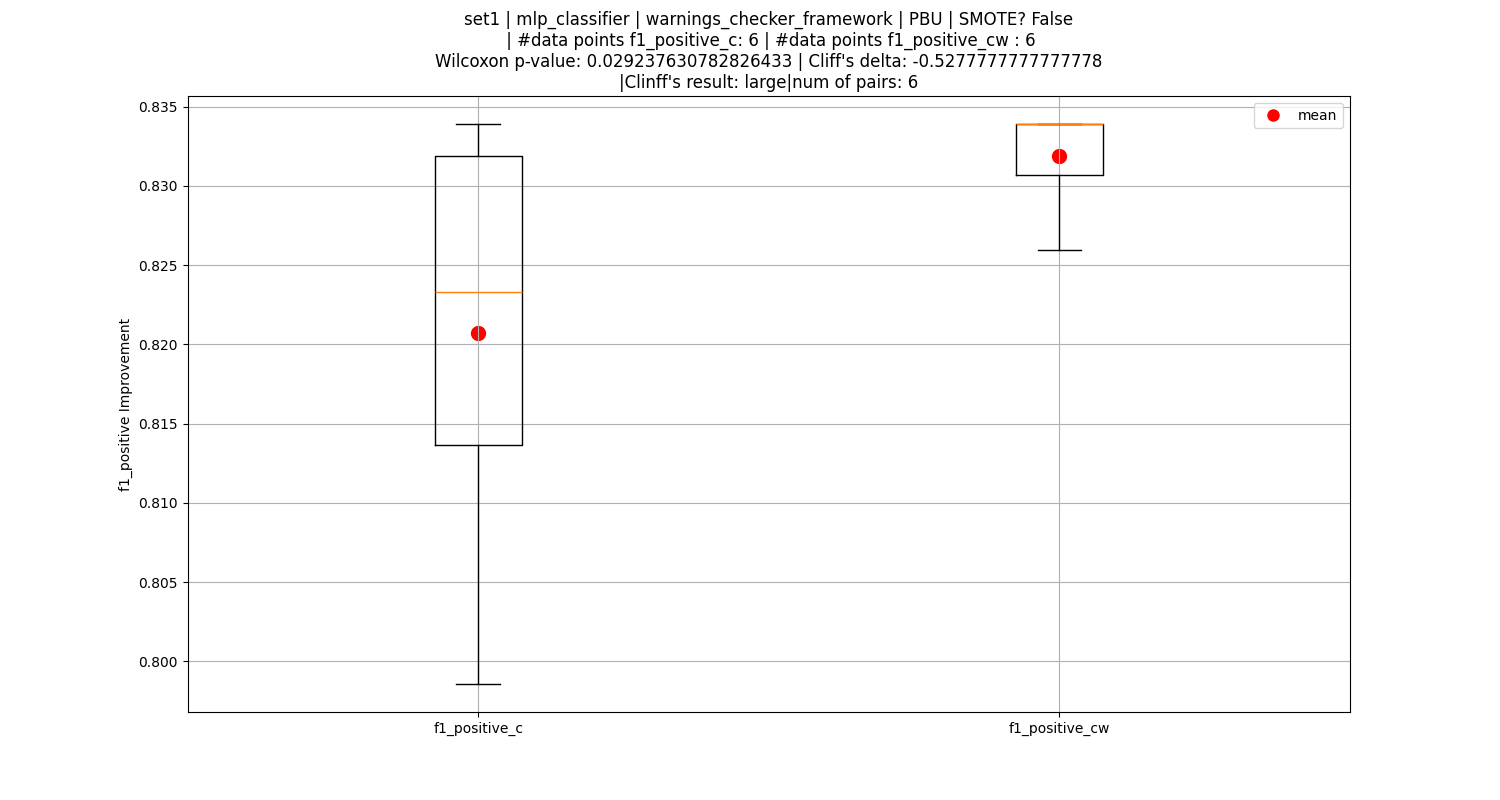 set1 | mlp_classifier | warnings_checker_framework | PBU | SMOTE? False
| #data points f1_positive_c: 6 | #data points f1_positive_cw : 6
Wilcoxon p-value: 0.029237630782826433 | Cliff's delta: -0.5277777777777778
|Clinff's result: large|num of pairs: 6
mean
0.835
0.830
0.825
0.820
0.815
0.810
0.805
0.800
f1_positive Improvement
f1_positive_c
f1_positive_cw